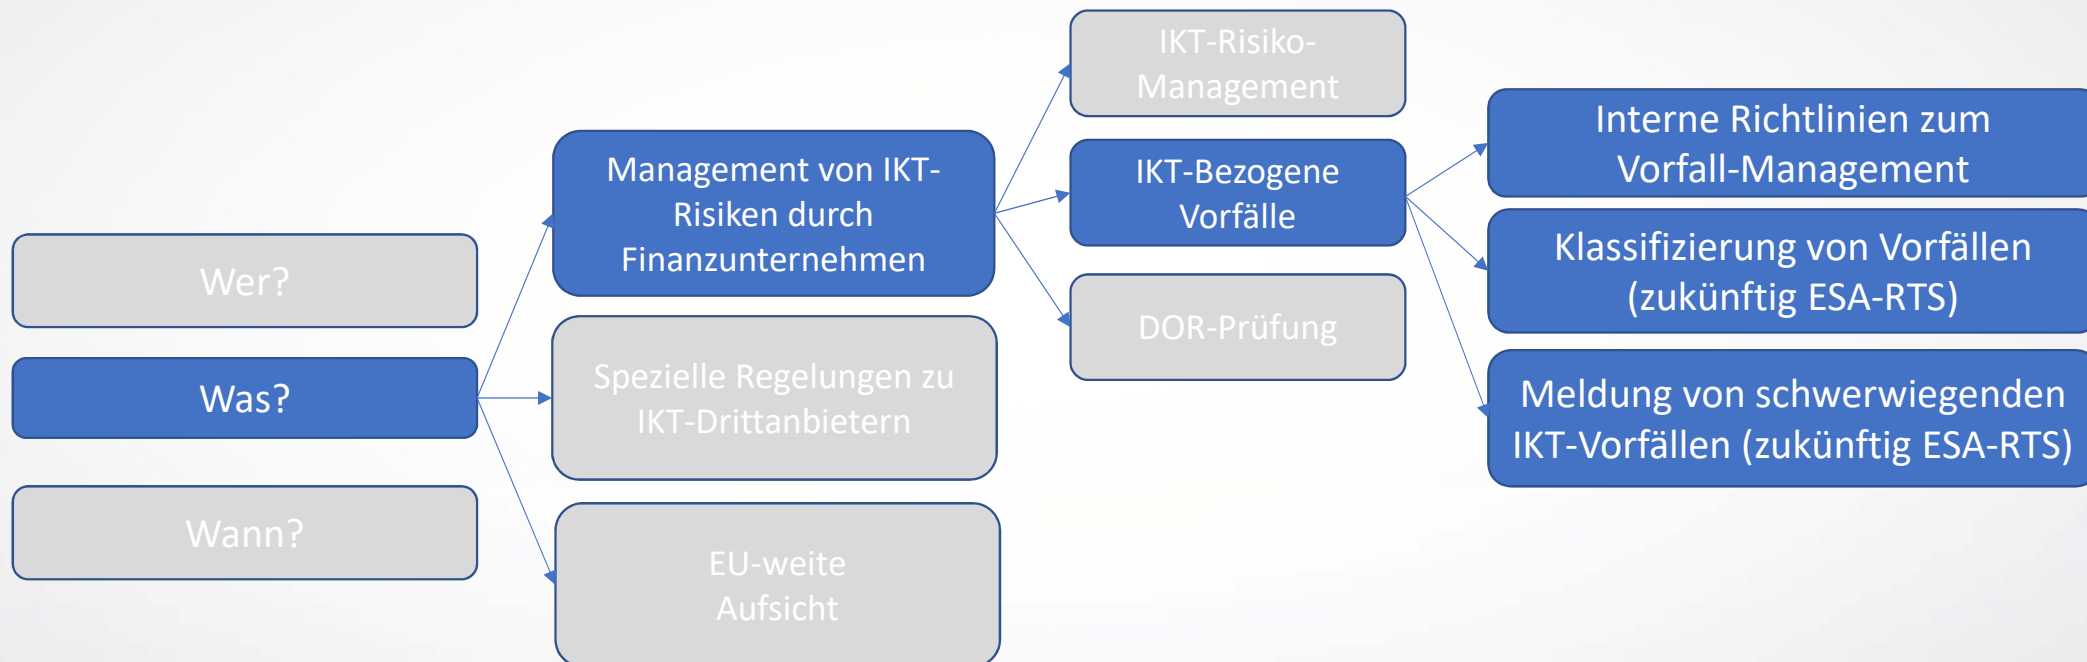 Wer?
Was?
Wann?
Management von IKT-
Risiken durch
Finanzunternehmen
Spezielle Regelungen zu
IKT-Drittanbietern
EU-weite
Aufsicht
IKT-Risiko-
Management
IKT-Bezogene
Vorfälle
DOR-Prüfung
Interne Richtlinien zum
Vorfall-Management
Klassifizierung von Vorfällen
(zukünftig ESA-RTS)
Meldung von schwerwiegenden
IKT-Vorfällen (zukünftig ESA-RTS)